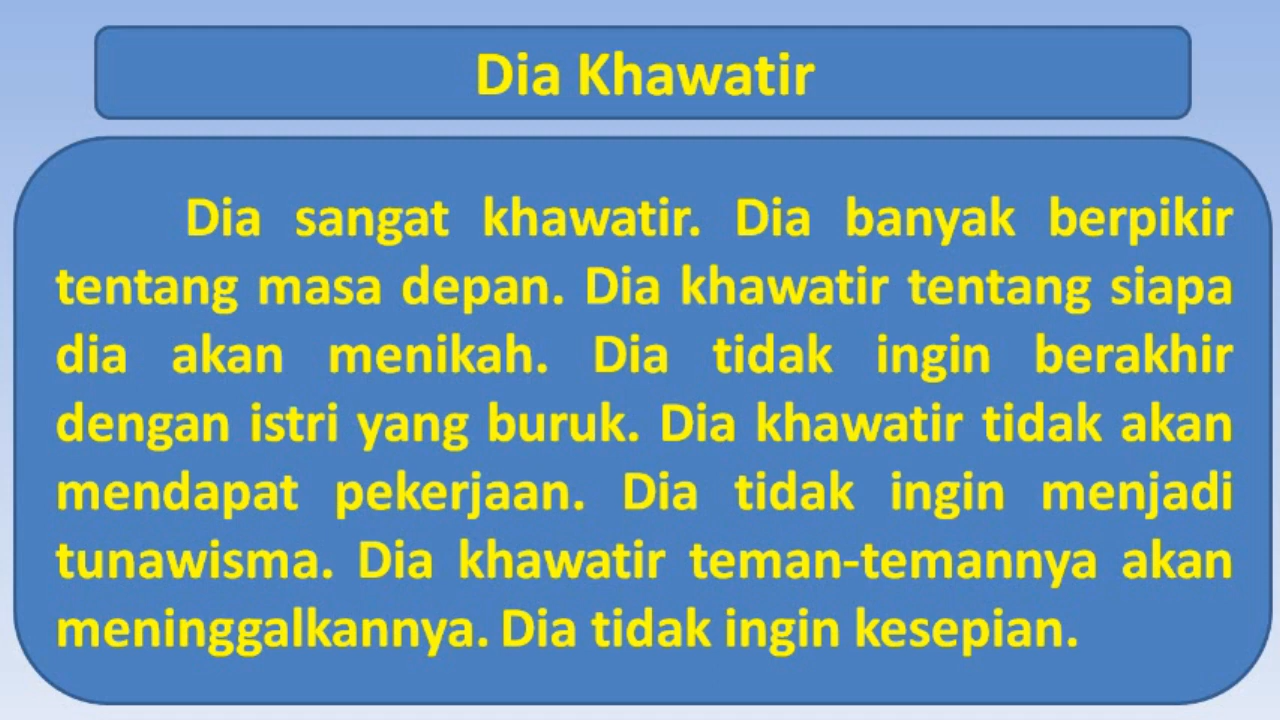 Dia Khawatir
Dia sangat khawatir. Dia banyak berpikir
tentang masa depan. Dia khawatir tentang siapa
dia akan menikah. Dia tidak ingin berakhir
dengan istri yang buruk. Dia khawatir tidak akan
mendapat pekerjaan. Dia tidak ingin menjadi
tunawisma. Dia khawatir teman-temannya akan
meninggalkannya. Dia tidak ingin kesepian.